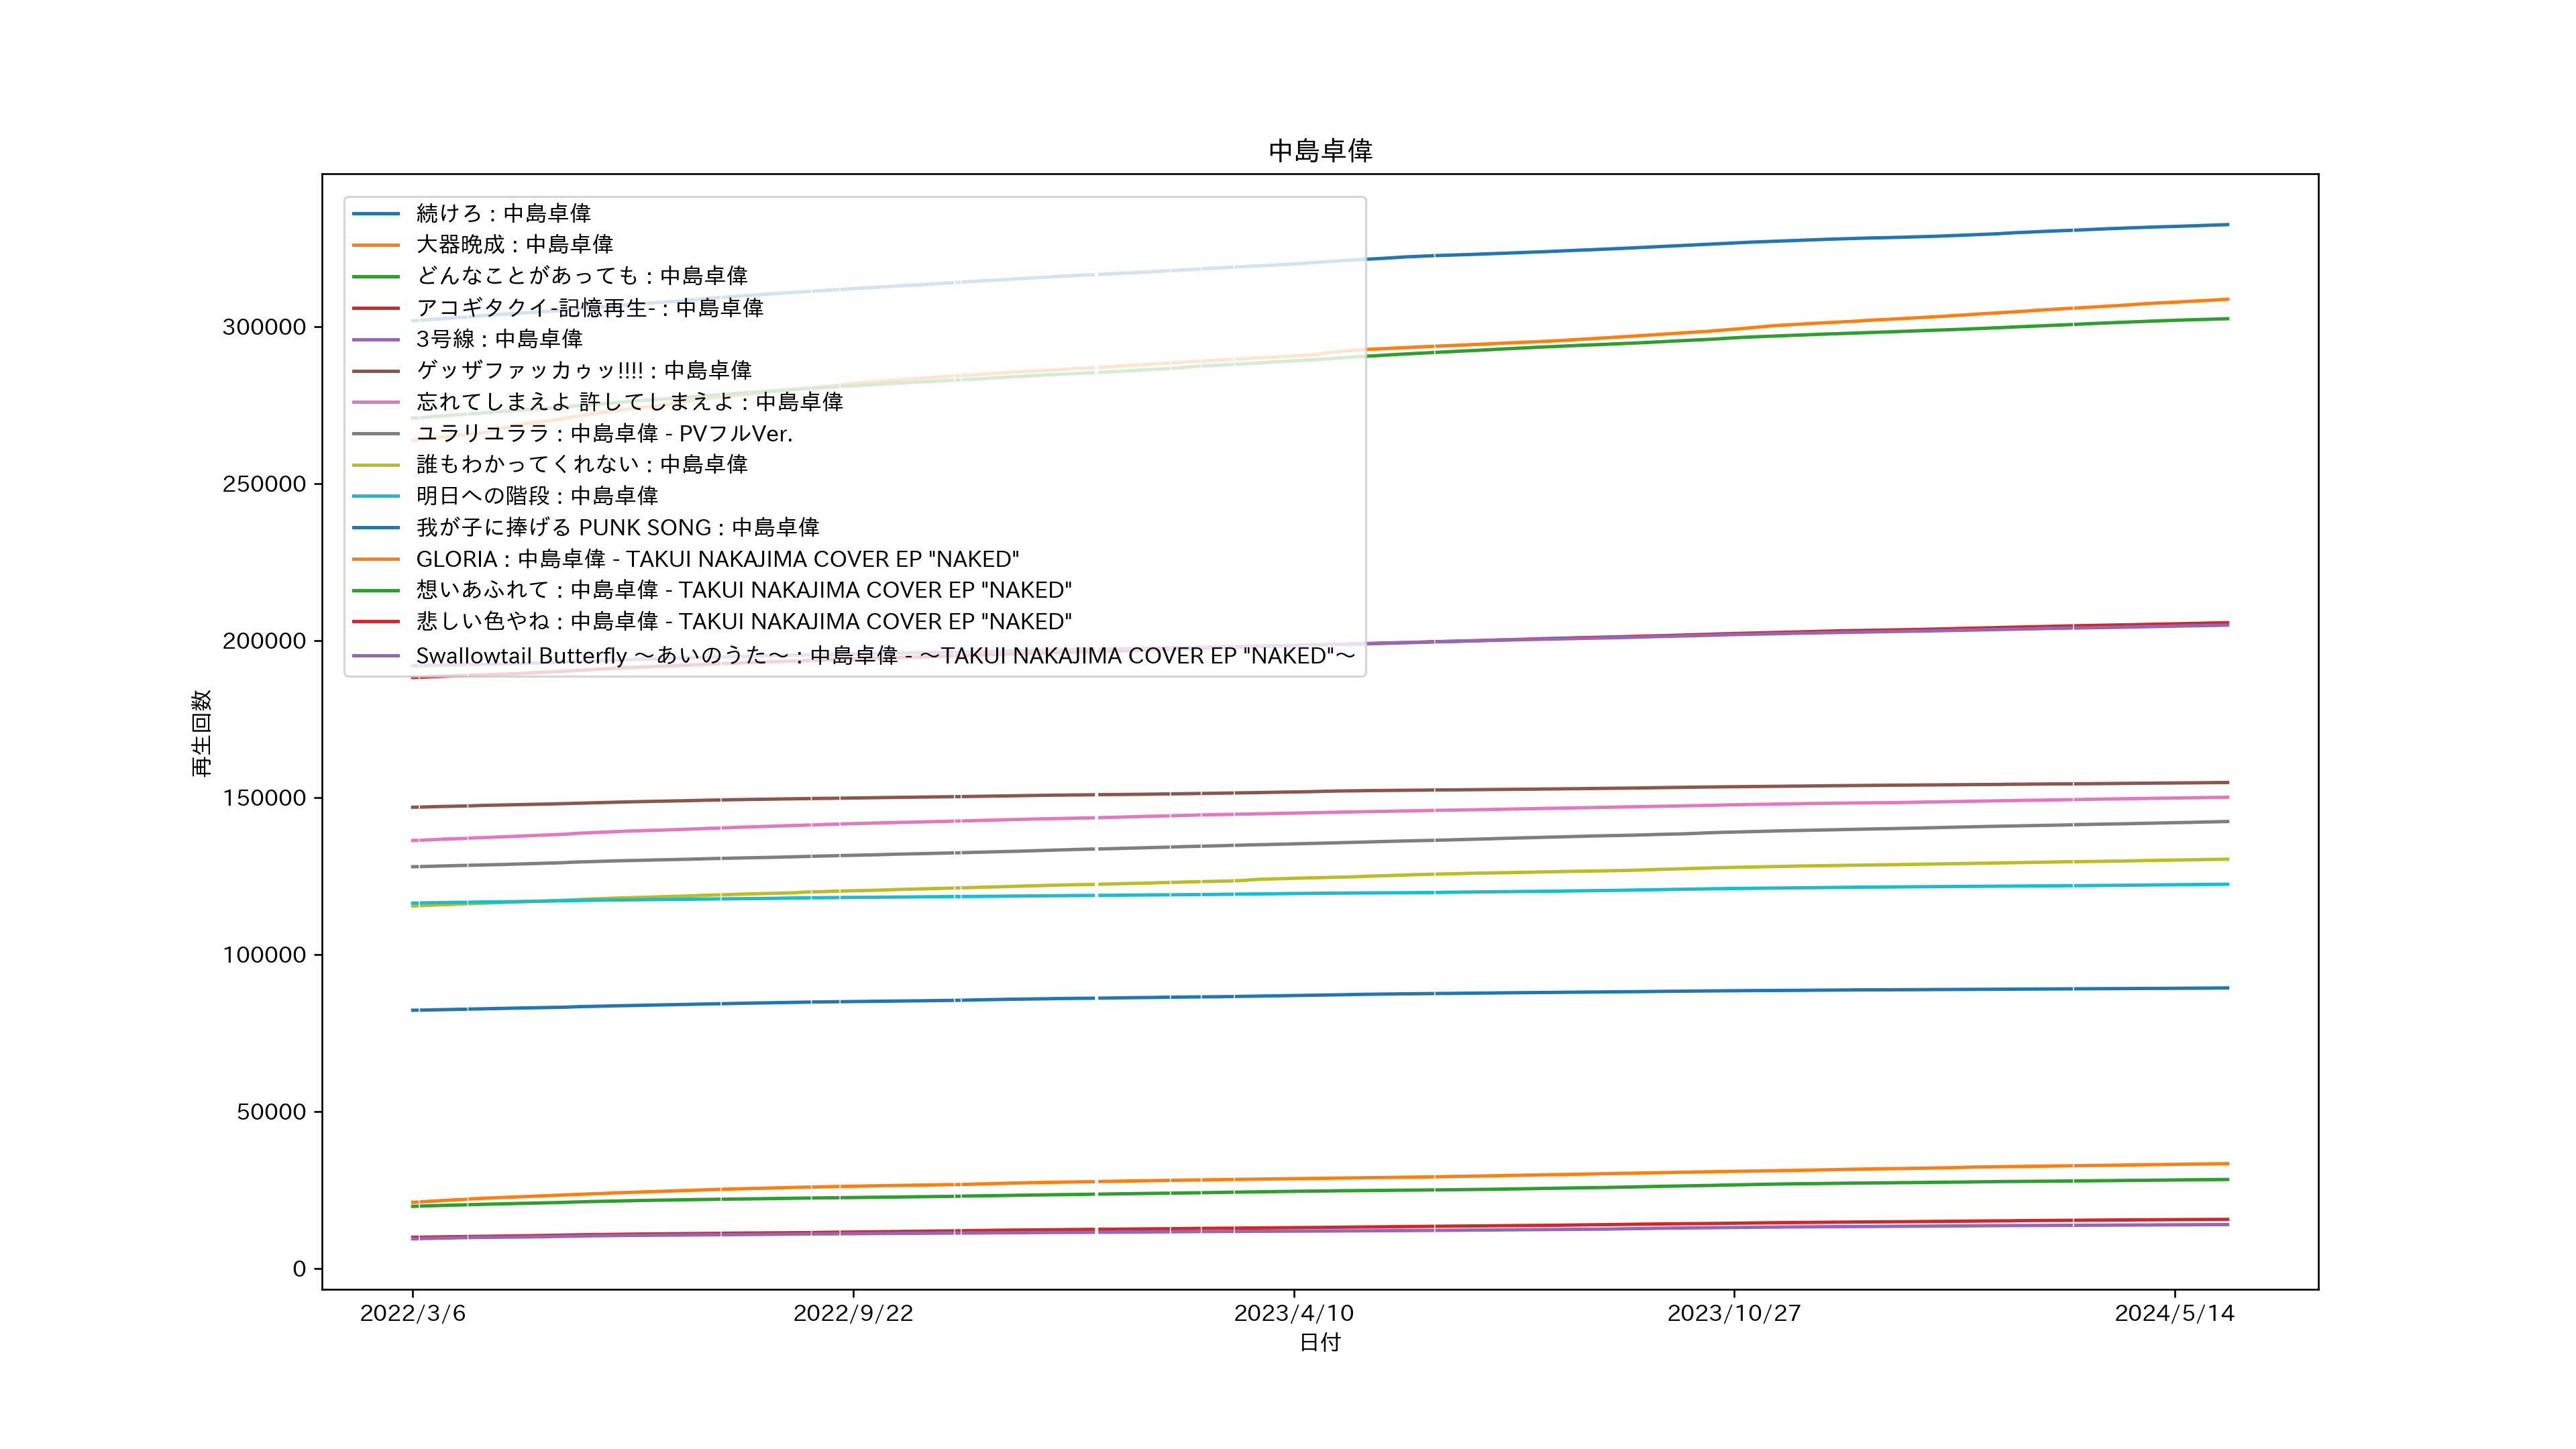 中島卓偉
続けろ : 中島卓偉
大器晩成 : 中島卓偉
どんなことがあっても : 中島卓偉
アコギタクイ-記憶再生- : 中島卓偉
3号線 : 中島卓偉
ゲッザファッカゥッ!!!! : 中島卓偉
忘れてしまえよ 許してしまえよ : 中島卓偉
ユラリユララ : 中島卓偉 - PVフルVer.
誰もわかってくれない : 中島卓偉
明日への階段 : 中島卓偉
我が子に捧げる PUNK SONG : 中島卓偉
GLORIA : 中島卓偉 - TAKUI NAKAJIMA COVER EP "NAKED"
想いあふれて : 中島卓偉 - TAKUI NAKAJIMA COVER EP "NAKED"
悲しい色やね : 中島卓偉 - TAKUI NAKAJIMA COVER EP "NAKED"
Swallowtail Butterfly 〜あいのうた〜 : 中島卓偉 - 〜TAKUI NAKAJIMA COVER EP "NAKED"〜
再生回数
300000
250000
200000
150000
100000
50000
0
2022/3/6
2022/9/22
2023/4/10
2023/10/27
2024/5/14
日付